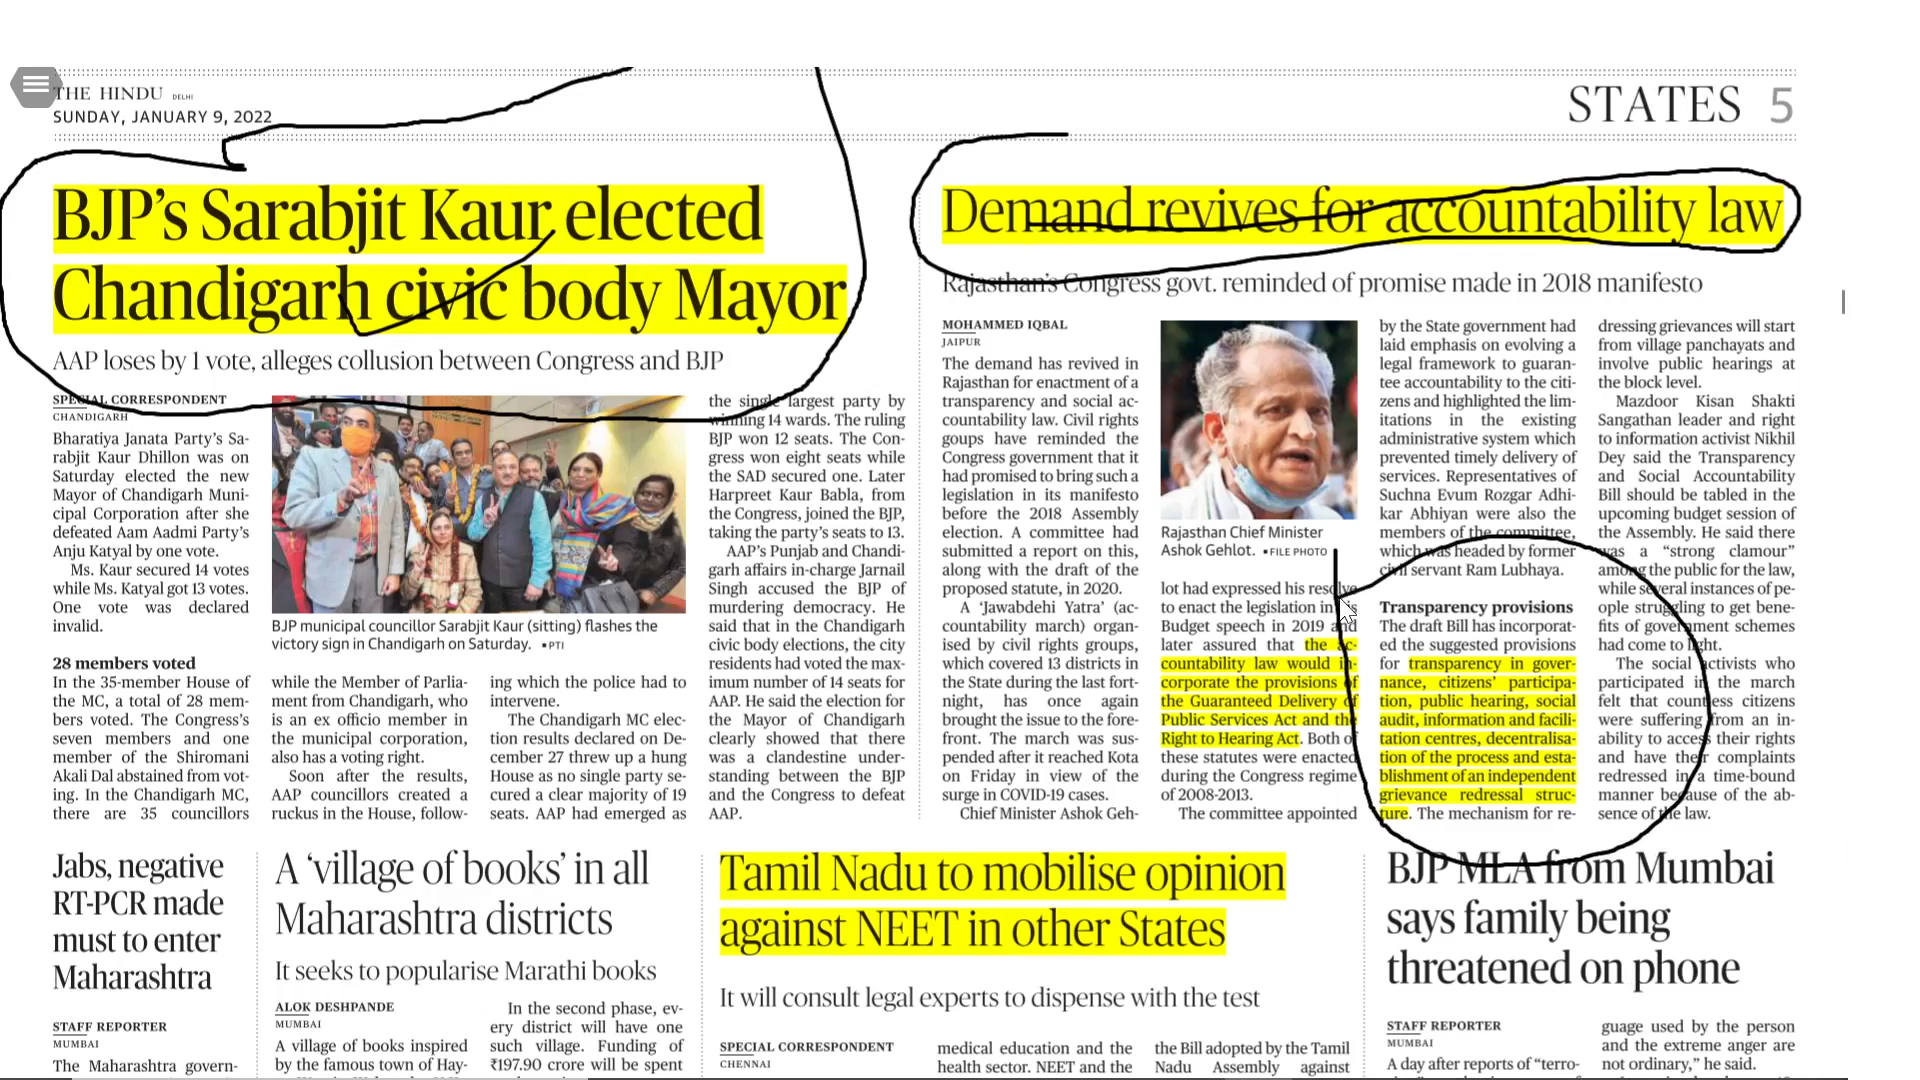 THE HINDU DELHI
SUNDAY, JANUARY 9, 2022
STATES 5
BJP’s Sarabjit Kaur elected
Chandigarh civic body Mayor
AAP loses by 1 vote, alleges collusion between Congress and BJP
SPECIAL CORRESPONDENT
CHANDIGARH
Bharatiya Janata Party’s Sa-
rabjit Kaur Dhillon was on
Saturday elected the new
Mayor of Chandigarh Muni-
cipal Corporation after she
defeated Aam Aadmi Party’s
Anju Katyal by one vote.
Ms. Kaur secured 14 votes
while Ms. Katyal got 13 votes.
One vote was declared
invalid.
28 members voted
In the 35-member House of
the MC, a total of 28 mem-
bers voted. The Congress’s
seven members and one
member of the Shiromani
Akali Dal abstained from vot-
ing. In the Chandigarh MC,
there are 35 councillors
BJP municipal councillor Sarabjit Kaur (sitting) flashes the
victory sign in Chandigarh on Saturday. ▪PTI
while the Member of Parlia-
ment from Chandigarh, who
is an ex officio member in
the municipal corporation,
also has a voting right.
Soon after the results,
AAP councillors created a
ruckus in the House, follow-
ing which the police had to
intervene.
The Chandigarh MC elec-
tion results declared on De-
cember 27 threw up a hung
House as no single party se-
cured a clear majority of 19
seats. AAP had emerged as
the single largest party by
winning 14 wards. The ruling
BJP won 12 seats. The Con-
gress won eight seats while
the SAD secured one. Later
Harpreet Kaur Babla, from
the Congress, joined the BJP,
taking the party’s seats to 13.
AAP’s Punjab and Chandi-
garh affairs in-charge Jarnail
Singh accused the BJP of
murdering democracy. He
said that in the Chandigarh
civic body elections, the city
residents had voted the max-
imum number of 14 seats for
AAP. He said the election for
the Mayor of Chandigarh
clearly showed that there
was a clandestine under-
standing between the BJP
and the Congress to defeat
AAP.
Demand revives for accountability law
Rajasthan’s Congress govt. reminded of promise made in 2018 manifesto
MOHAMMED IQBAL
JAIPUR
The demand has revived in
Rajasthan for enactment of a
transparency and social ac-
countability law. Civil rights
goups have reminded the
Congress government that it
had promised to bring such a
legislation in its manifesto
before the 2018 Assembly
election. A committee had
submitted a report on this,
along with the draft of the
proposed statute, in 2020.
A ‘Jawabdehi Yatra’ (ac-
countability march) organ-
ised by civil rights groups,
which covered 13 districts in
the State during the last fort-
night, has once again
brought the issue to the fore-
front. The march was sus-
pended after it reached Kota
on Friday in view of the
surge in COVID-19 cases.
Chief Minister Ashok Geh-
Rajasthan Chief Minister
Ashok Gehlot. ▪FILE PHOTO
lot had expressed his resolve
to enact the legislation in his
Budget speech in 2019 and
later assured that the ac-
countability law would in-
corporate the provisions of
the Guaranteed Delivery of
Public Services Act and the
Right to Hearing Act. Both of
these statutes were enacted
during the Congress regime
of 2008-2013.
The committee appointed
by the State government had
laid emphasis on evolving a
legal framework to guaran-
tee accountability to the citi-
zens and highlighted the lim-
itations in the existing
administrative system which
prevented timely delivery of
services. Representatives of
Suchna Evum Rozgar Adhi-
kar Abhiyan were also the
members of the committee,
which was headed by former
civil servant Ram Lubhaya.
Transparency provisions
The draft Bill has incorporat-
ed the suggested provisions
for transparency in gover-
nance, citizens’ participa-
tion, public hearing, social
audit, information and facili-
tation centres, decentralisa-
tion of the process and esta-
blishment of an independent
grievance redressal struc-
ture. The mechanism for re-
dressing grievances will start
from village panchayats and
involve public hearings at
the block level.
Mazdoor Kisan Shakti
Sangathan leader and right
to information activist Nikhil
Dey said the Transparency
and Social Accountability
Bill should be tabled in the
upcoming budget session of
the Assembly. He said there
was a “strong clamour”
among the public for the law,
while several instances of pe-
ople struggling to get bene-
fits of government schemes
had come to light.
The social activists who
participated in the march
felt that countless citizens
were suffering from an in-
ability to access their rights
and have their complaints
redressed in a time-bound
manner because of the ab-
sence of the law.
Jabs, negative
RT-PCR made
must to enter
Maharashtra
STAFF REPORTER
MUMBAI
The Maharashtra govern-
A ‘village of books’ in all
Maharashtra districts
It seeks to popularise Marathi books
ALOK DESHPANDE
MUMBAI
A village of books inspired
by the famous town of Hay-
In the second phase, ev-
ery district will have one
such village. Funding of
₹197.90 crore will be spent
Tamil Nadu to mobilise opinion
against NEET in other States
It will consult legal experts to dispense with the test
SPECIAL CORRESPONDENT
CHENNAI
medical education and the
health sector. NEET and the
the Bill adopted by the Tamil
Nadu Assembly against
BJP MLA from Mumbai
says family being
threatened on phone
STAFF REPORTER
MUMBAI
A day after reports of “terro-
guage used by the person
and the extreme anger are
not ordinary,” he said.